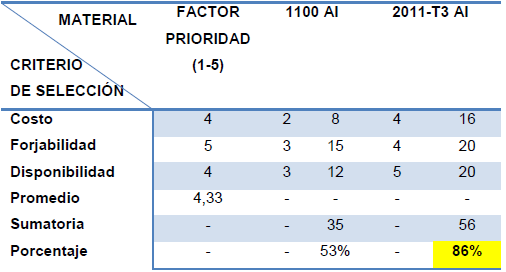 MATERIAL
CRITERIO
DE SELECCIÓN
FACTOR
PRIORIDAD
(1-5)
1100 Al
2011-T3 Al
Costo 4 2 8 4 16
Forjabilidad 5 3 15 4 20
Disponibilidad 4 3 12 5 20
Promedio 4,33 - - - -
Sumatoria - - 35 - 56
Porcentaje - - 53% - 86%